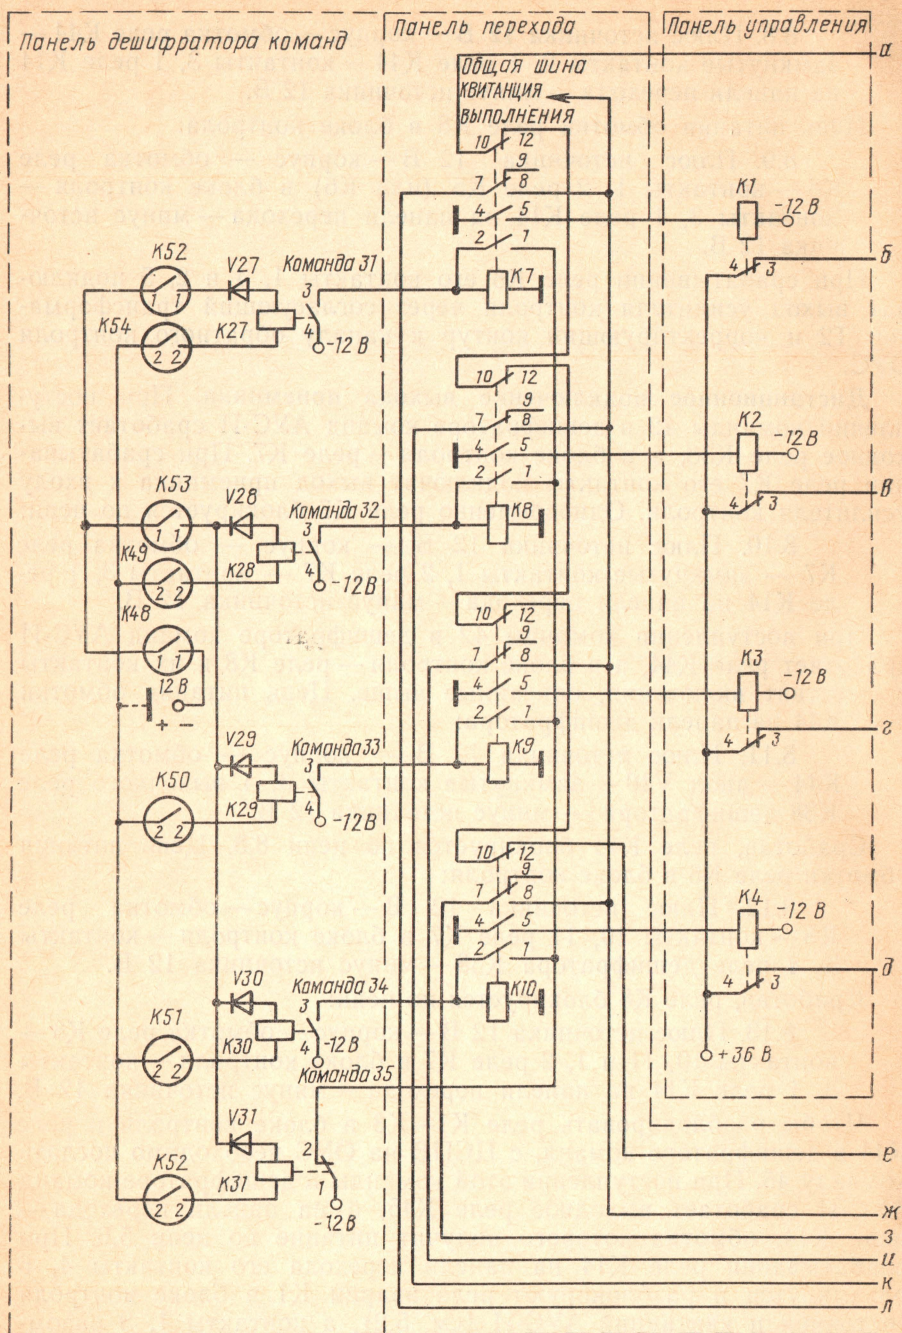 Панель дешифратора команд
Панель перехода
Панель управления
а
Общая шина
КВИТАНЦИЯ
ВЫПОЛНЕНИЯ
10 12
9
7 8
4 5
2 1
К7
К1
-12 В
4 3
б
К52
1 1
V27
Команда 31
3
4
-12 В
К54
2 2
К27
10 12
9
7 8
4 5
2 1
К8
К2
-12 В
4 3
в
К53
1 1
V28
Команда 32
3
4
-12 В
К49
2 2
К28
К48
1 1
12 В
+ -
10 12
9
7 8
4 5
2 1
К9
К3
-12 В
4 3
г
V29
Команда 33
3
4
-12 В
К50
2 2
К29
10 12
9
7 8
4 5
2 1
К10
К4
-12 В
4 3
д
+36 В
V30
Команда 34
3
4
-12 В
К51
2 2
К30
Команда 35
V31
2
1
-12 В
К52
2 2
К31
е
ж
з
и
к
л